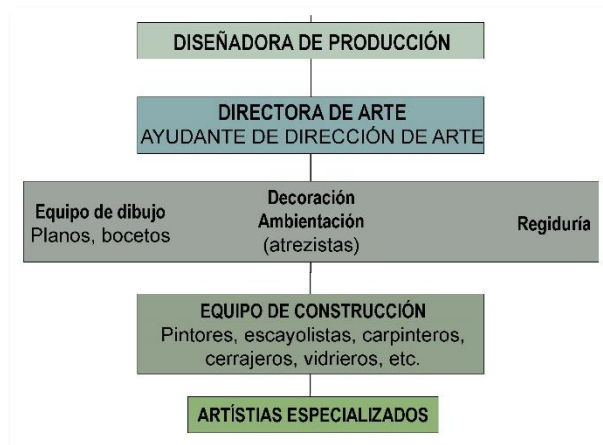 DISEÑADORA DE PRODUCCIÓN
DIRECTORA DE ARTE
AYUDANTE DE DIRECCIÓN DE ARTE
Equipo de dibujo
Planos, bocetos
Decoración
Ambientación
(atrezistas)
Regiduría
EQUIPO DE CONSTRUCCIÓN
Pintores, escayolistas, carpinteros,
cerrajeros, vidrieros, etc.
ARTÍSTIAS ESPECIALIZADOS